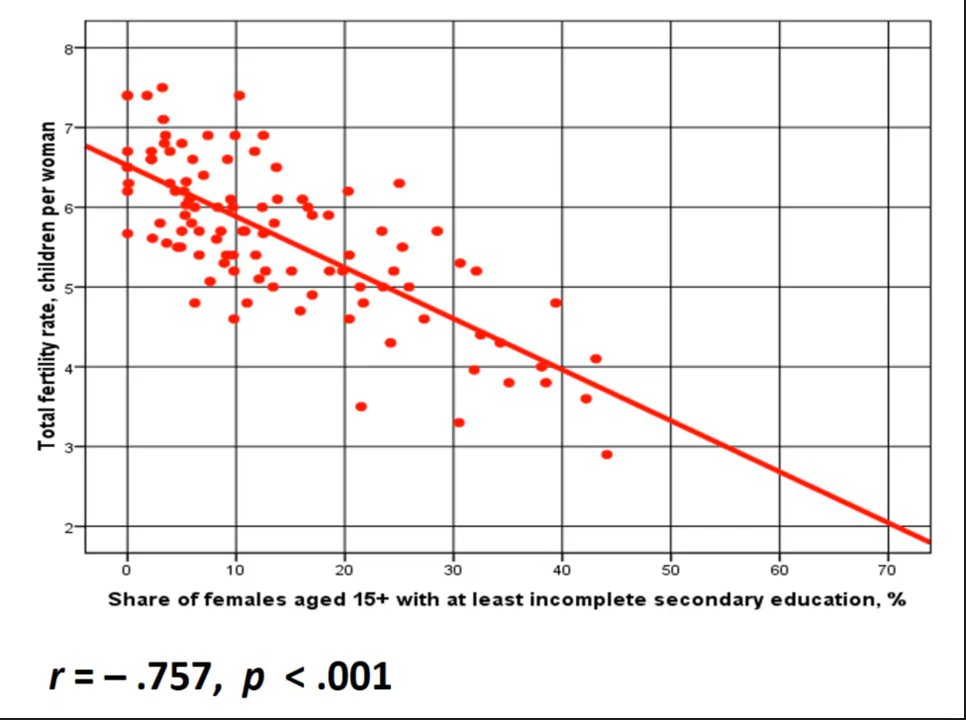 Total fertility rate, children per woman
8
7
6
5
4
3
2
0 10 20 30 40 50 60 70
Share of females aged 15+ with at least incomplete secondary education, %
r = – .757, p < .001